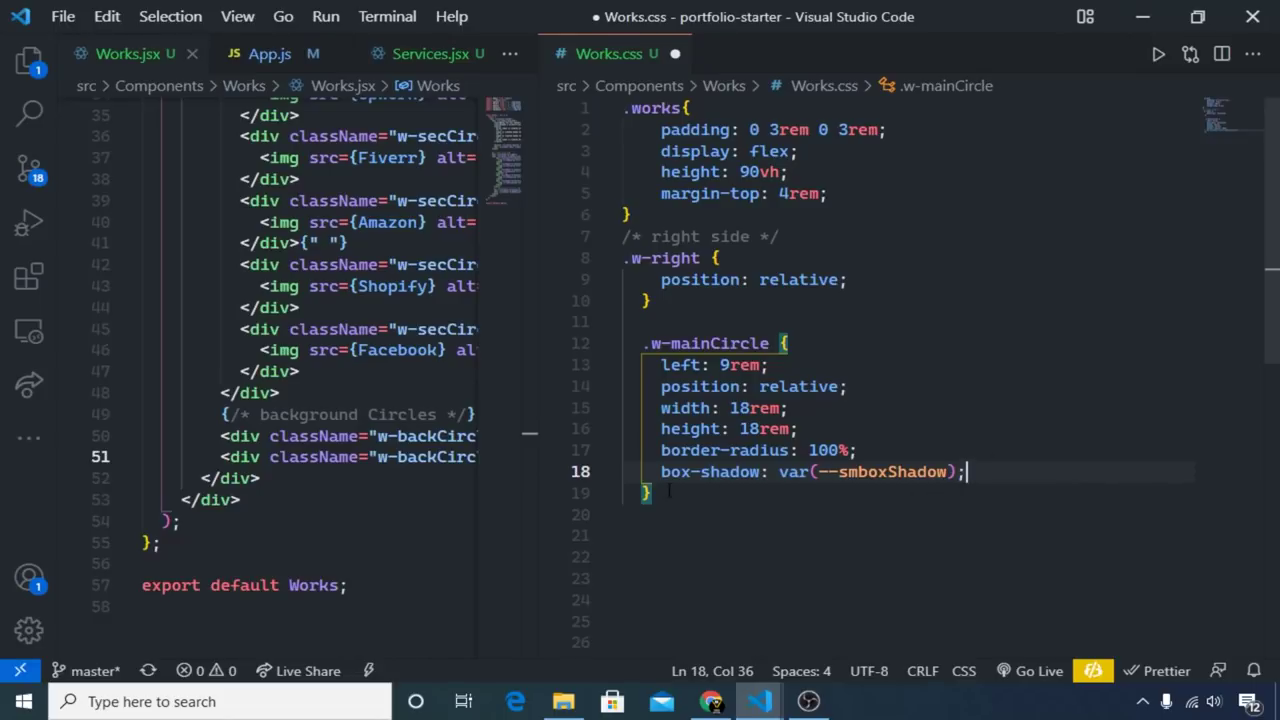 File Edit Selection View Go Run Terminal Help
● Works.css - portfolio-starter - Visual Studio Code
Works.jsx U
JS App.js M
Services.jsx U
# Works.css U ●
src > Components > Works > Works.jsx > Works
src > Components > Works > # Works.css > .w-mainCircle
35 </div>
36 <div className="w-secCir
37 <img src={Fiverr} alt=
38 </div>
39 <div className="w-secCir
40 <img src={Amazon} alt=
41 </div>{" "}
42 <div className="w-secCir
43 <img src={Shopify} alt
44 </div>
45 <div className="w-secCir
46 <img src={Facebook} al
47 </div>
48 </div>
49 {/* background Circles */}
50 <div className="w-backCirc
51 <div className="w-backCirc
52 </div>
53 </div>
54 );
55 };
56
57 export default Works;
58
1 .works{
2 padding: 0 3rem 0 3rem;
3 display: flex;
4 height: 90vh;
5 margin-top: 4rem;
6 }
7 /* right side */
8 .w-right {
9 position: relative;
10 }
11
12 .w-mainCircle {
13 left: 9rem;
14 position: relative;
15 width: 18rem;
16 height: 18rem;
17 border-radius: 100%;
18 box-shadow: var(--smboxShadow);
19 }
20
21
22
23
24
25
26
1
18
1
master* 0 0 Live Share
Ln 18, Col 36 Spaces: 4 UTF-8 CRLF CSS Go Live Prettier
Type here to search
12